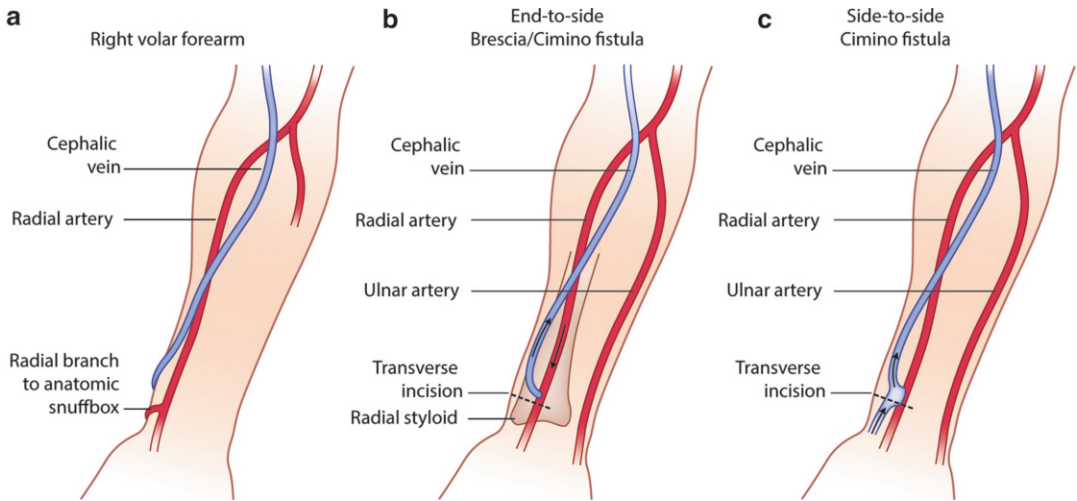 a
Right volar forearm
Cephalic
vein
Radial artery
Radial branch
to anatomic
snuffbox
b
End-to-side
Brescia/Cimino fistula
Cephalic
vein
Radial artery
Ulnar artery
Transverse
incision
Radial styloid
c
Side-to-side
Cimino fistula
Cephalic
vein
Radial artery
Ulnar artery
Transverse
incision